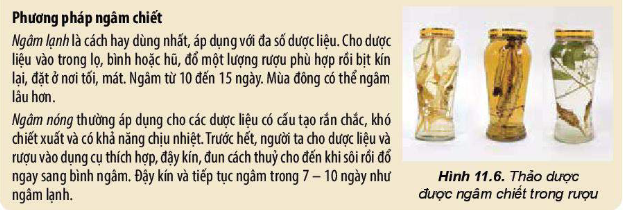 Phương pháp ngâm chiết
Ngâm lạnh là cách hay dùng nhất, áp dụng với đa số dược liệu. Cho dược
liệu vào trong lọ, bình hoặc hũ, đổ một lượng rượu phù hợp rồi bịt kín
lại, đặt ở nơi tối, mát. Ngâm từ 10 đến 15 ngày. Mùa đông có thể ngâm
lâu hơn.
Ngâm nóng thường áp dụng cho các dược liệu có cấu tạo rắn chắc, khó
chiết xuất và có khả năng chịu nhiệt. Trước hết, người ta cho dược liệu và
rượu vào dụng cụ thích hợp, đậy kín, đun cách thuỷ cho đến khi sôi rồi đổ
ngay sang bình ngâm. Đậy kín và tiếp tục ngâm trong 7 – 10 ngày như
ngâm lạnh.
Hình 11.6. Thảo dược
được ngâm chiết trong rượu